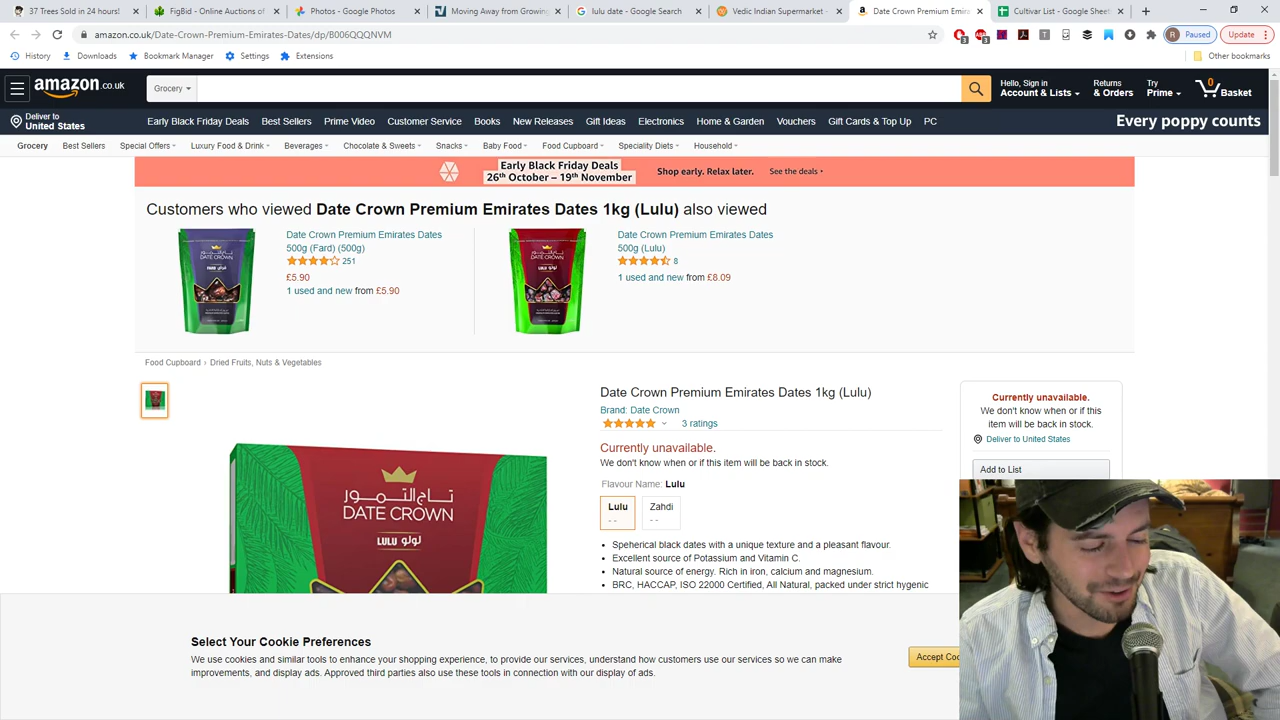 37 Trees Sold in 24 hours!
FigBid - Online Auctions of
Photos - Google Photos
Moving Away from Growing
lulu date - Google Search
Vedic Indian Supermarket
Date Crown Premium Emirates Da
Cultivar List - Google Sheet
amazon.co.uk/Date-Crown-Premium-Emirates-Dates/dp/B006QQQNVM
Paused
Update
History
Downloads
Bookmark Manager
Settings
Extensions
Other bookmarks
amazon.co.uk
Grocery
Hello, Sign in
Account & Lists
Returns
& Orders
Try
Prime
0
Basket
Deliver to
United States
Early Black Friday Deals
Best Sellers
Prime Video
Customer Service
Books
New Releases
Gift Ideas
Electronics
Home & Garden
Vouchers
Gift Cards & Top Up
PC
Every poppy counts
Grocery
Best Sellers
Special Offers
Luxury Food & Drink
Beverages
Chocolate & Sweets
Snacks
Baby Food
Food Cupboard
Speciality Diets
Household
Early Black Friday Deals
26th October – 19th November
Shop early. Relax later.
See the deals
Customers who viewed Date Crown Premium Emirates Dates 1kg (Lulu) also viewed
Date Crown Premium Emirates Dates
500g (Fard) (500g)
251
£5.90
1 used and new from £5.90
Date Crown Premium Emirates Dates
500g (Lulu)
8
1 used and new from £8.09
Food Cupboard › Dried Fruits, Nuts & Vegetables
تاج التمور
DATE CROWN
LULU لولو
Date Crown Premium Emirates Dates 1kg (Lulu)
Brand: Date Crown
3 ratings
Currently unavailable.
We don't know when or if this item will be back in stock.
Flavour Name: Lulu
Lulu
--
Zahdi
--
• Speherical black dates with a unique texture and a pleasant flavour.
• Excellent source of Potassium and Vitamin C.
• Natural source of energy. Rich in iron, calcium and magnesium.
• BRC, HACCAP, ISO 22000 Certified, All Natural, packed under strict hygenic
Currently unavailable.
We don't know when or if this
item will be back in stock.
Deliver to United States
Add to List
Select Your Cookie Preferences
We use cookies and similar tools to enhance your shopping experience, to provide our services, understand how customers use our services so we can make
improvements, and display ads. Approved third parties also use these tools in connection with our display of ads.
Accept Coo